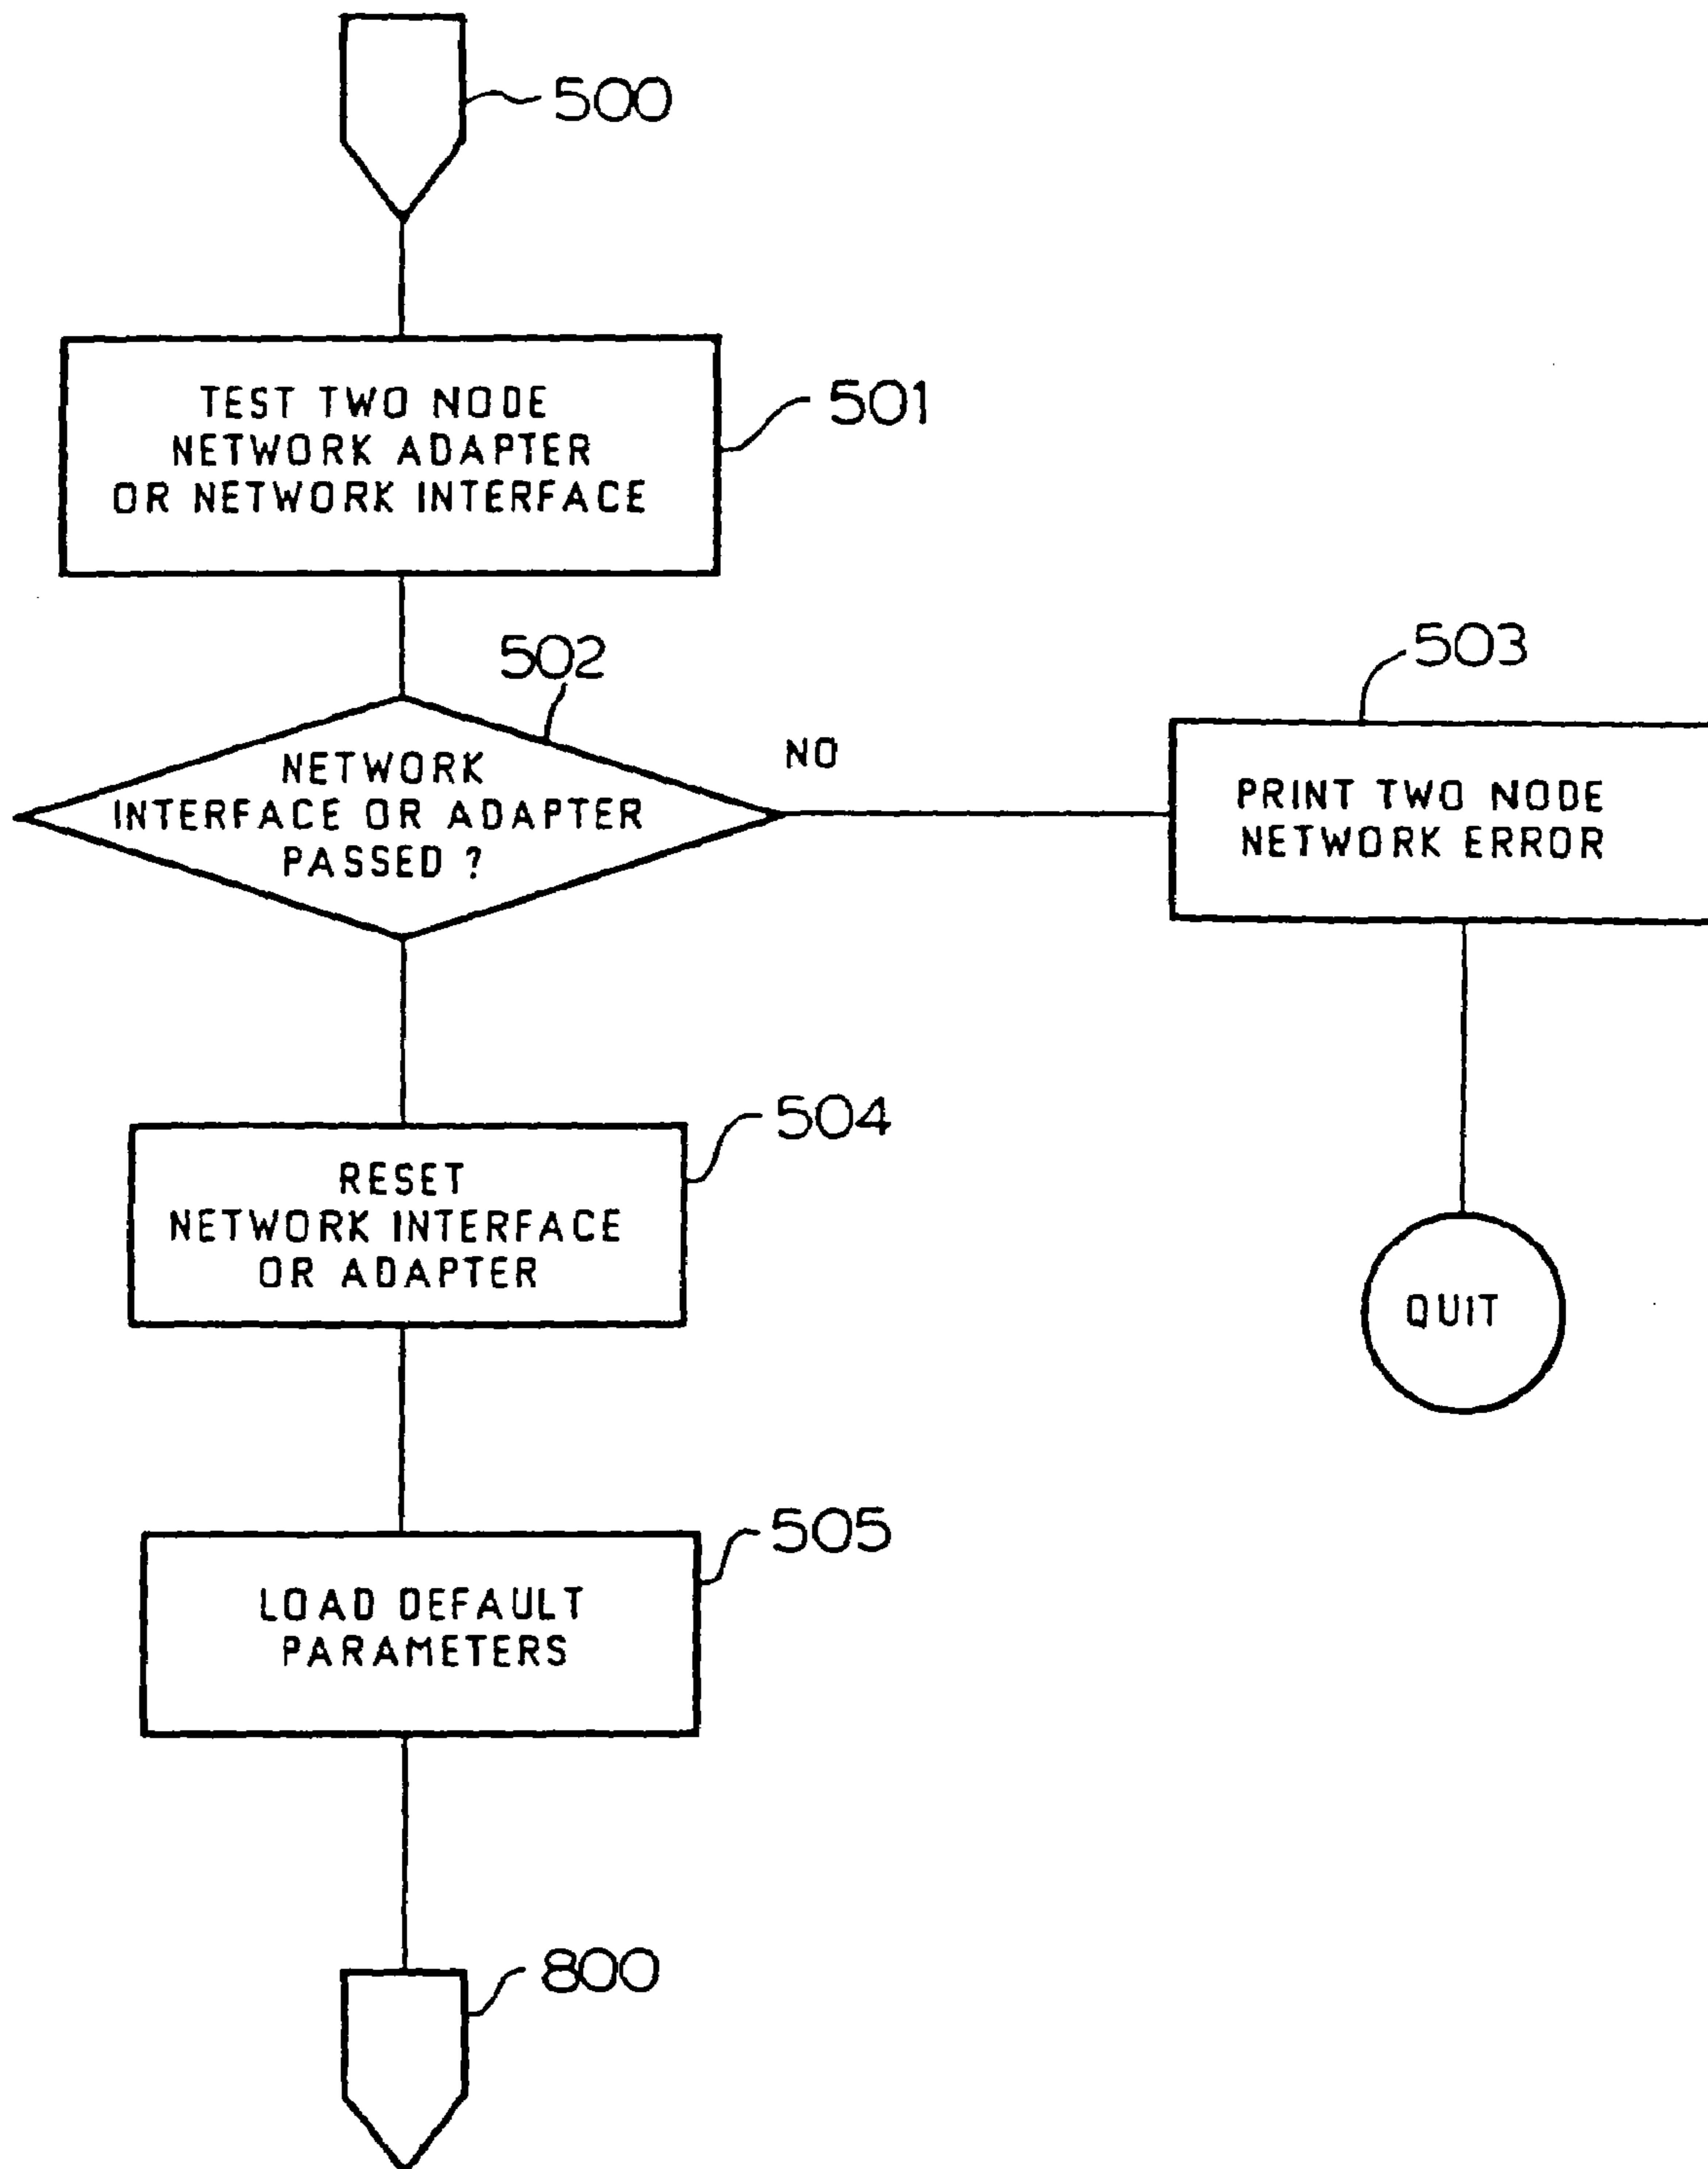 500
TEST TWO NODE
NETWORK ADAPTER
OR NETWORK INTERFACE
501
502
NETWORK
INTERFACE OR ADAPTER
PASSED ?
NO
503
PRINT TWO NODE
NETWORK ERROR
504
RESET
NETWORK INTERFACE
OR ADAPTER
QUIT
505
LOAD DEFAULT
PARAMETERS
800